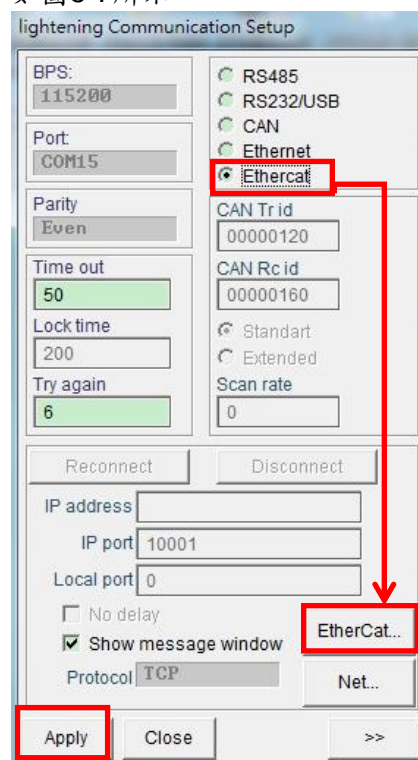 lightening Communication Setup
BPS:
115200
Port:
COM15
Parity
Even
Time out
50
Lock time
200
Try again
6
RS485
RS232/USB
CAN
Ethernet
Ethercat
CAN Tr id
00000120
CAN Rc id
00000160
Standart
Extended
Scan rate
0
Reconnect
Disconnect
IP address
IP port 10001
Local port 0
No delay
Show message window
Protocol TCP
EtherCat...
Net...
Apply
Close
>>